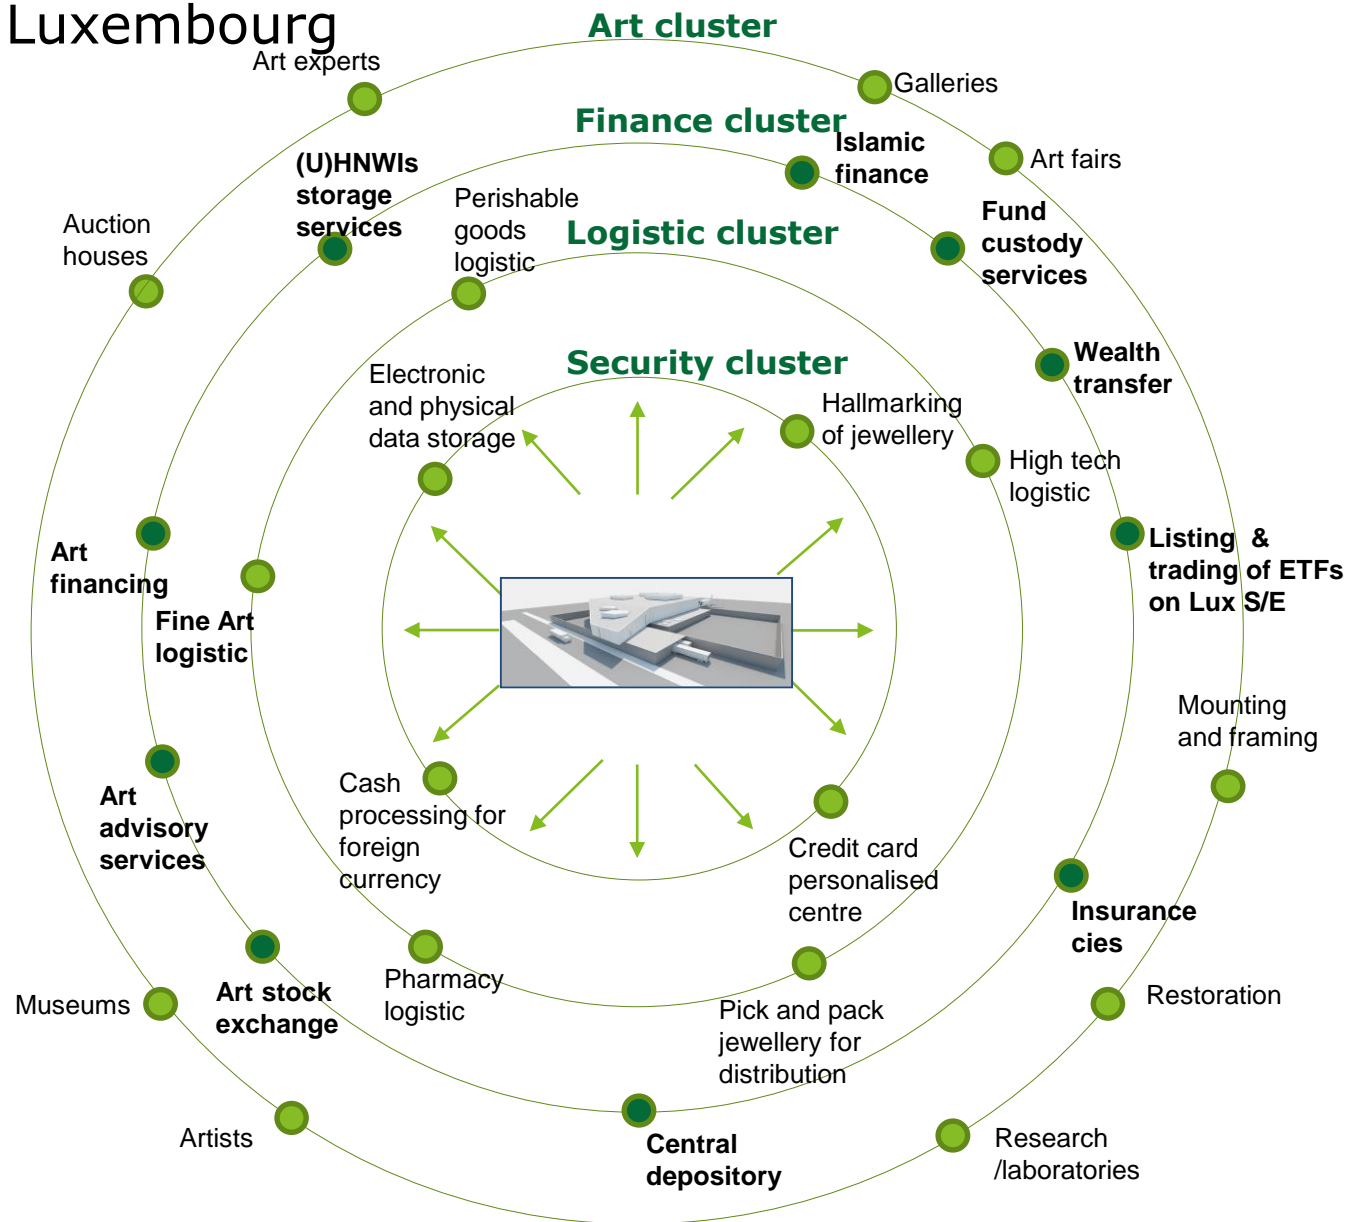 Luxembourg
Art cluster
Art experts
Galleries
Finance cluster
Islamic
finance
Art fairs
(U)HNWIs
storage
services
Perishable
goods
logistic
Fund
custody
services
Auction
houses
Logistic cluster
Wealth
transfer
Security cluster
Electronic
and physical
data storage
Hallmarking
of jewellery
High tech
logistic
Art
financing
Listing &
trading of ETFs
on Lux S/E
Fine Art
logistic
Mounting
and framing
Art
advisory
services
Cash
processing for
foreign
currency
Credit card
personalised
centre
Insurance
cies
Museums
Art stock
exchange
Pharmacy
logistic
Pick and pack
jewellery for
distribution
Restoration
Artists
Central
depository
Research
/laboratories